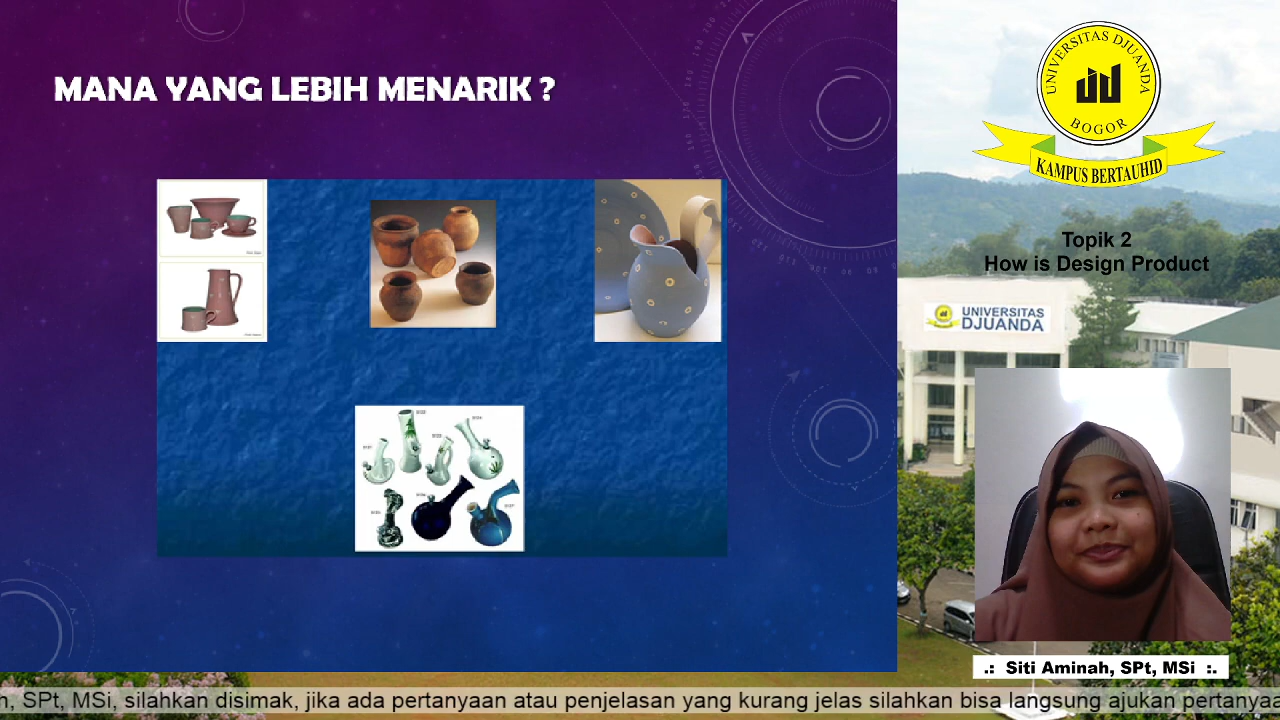 MANA YANG LEBIH MENARIK ?
UNIVERSITAS DJUANDA
BOGOR
KAMPUS BERTAUHID
Topik 2
How is Design Product
UNIVERSITAS
DJUANDA
.: Siti Aminah, SPt, MSi :.
h, SPt, MSi, silahkan disimak, jika ada pertanyaan atau penjelasan yang kurang jelas silahkan bisa langsung ajukan pertanyaa